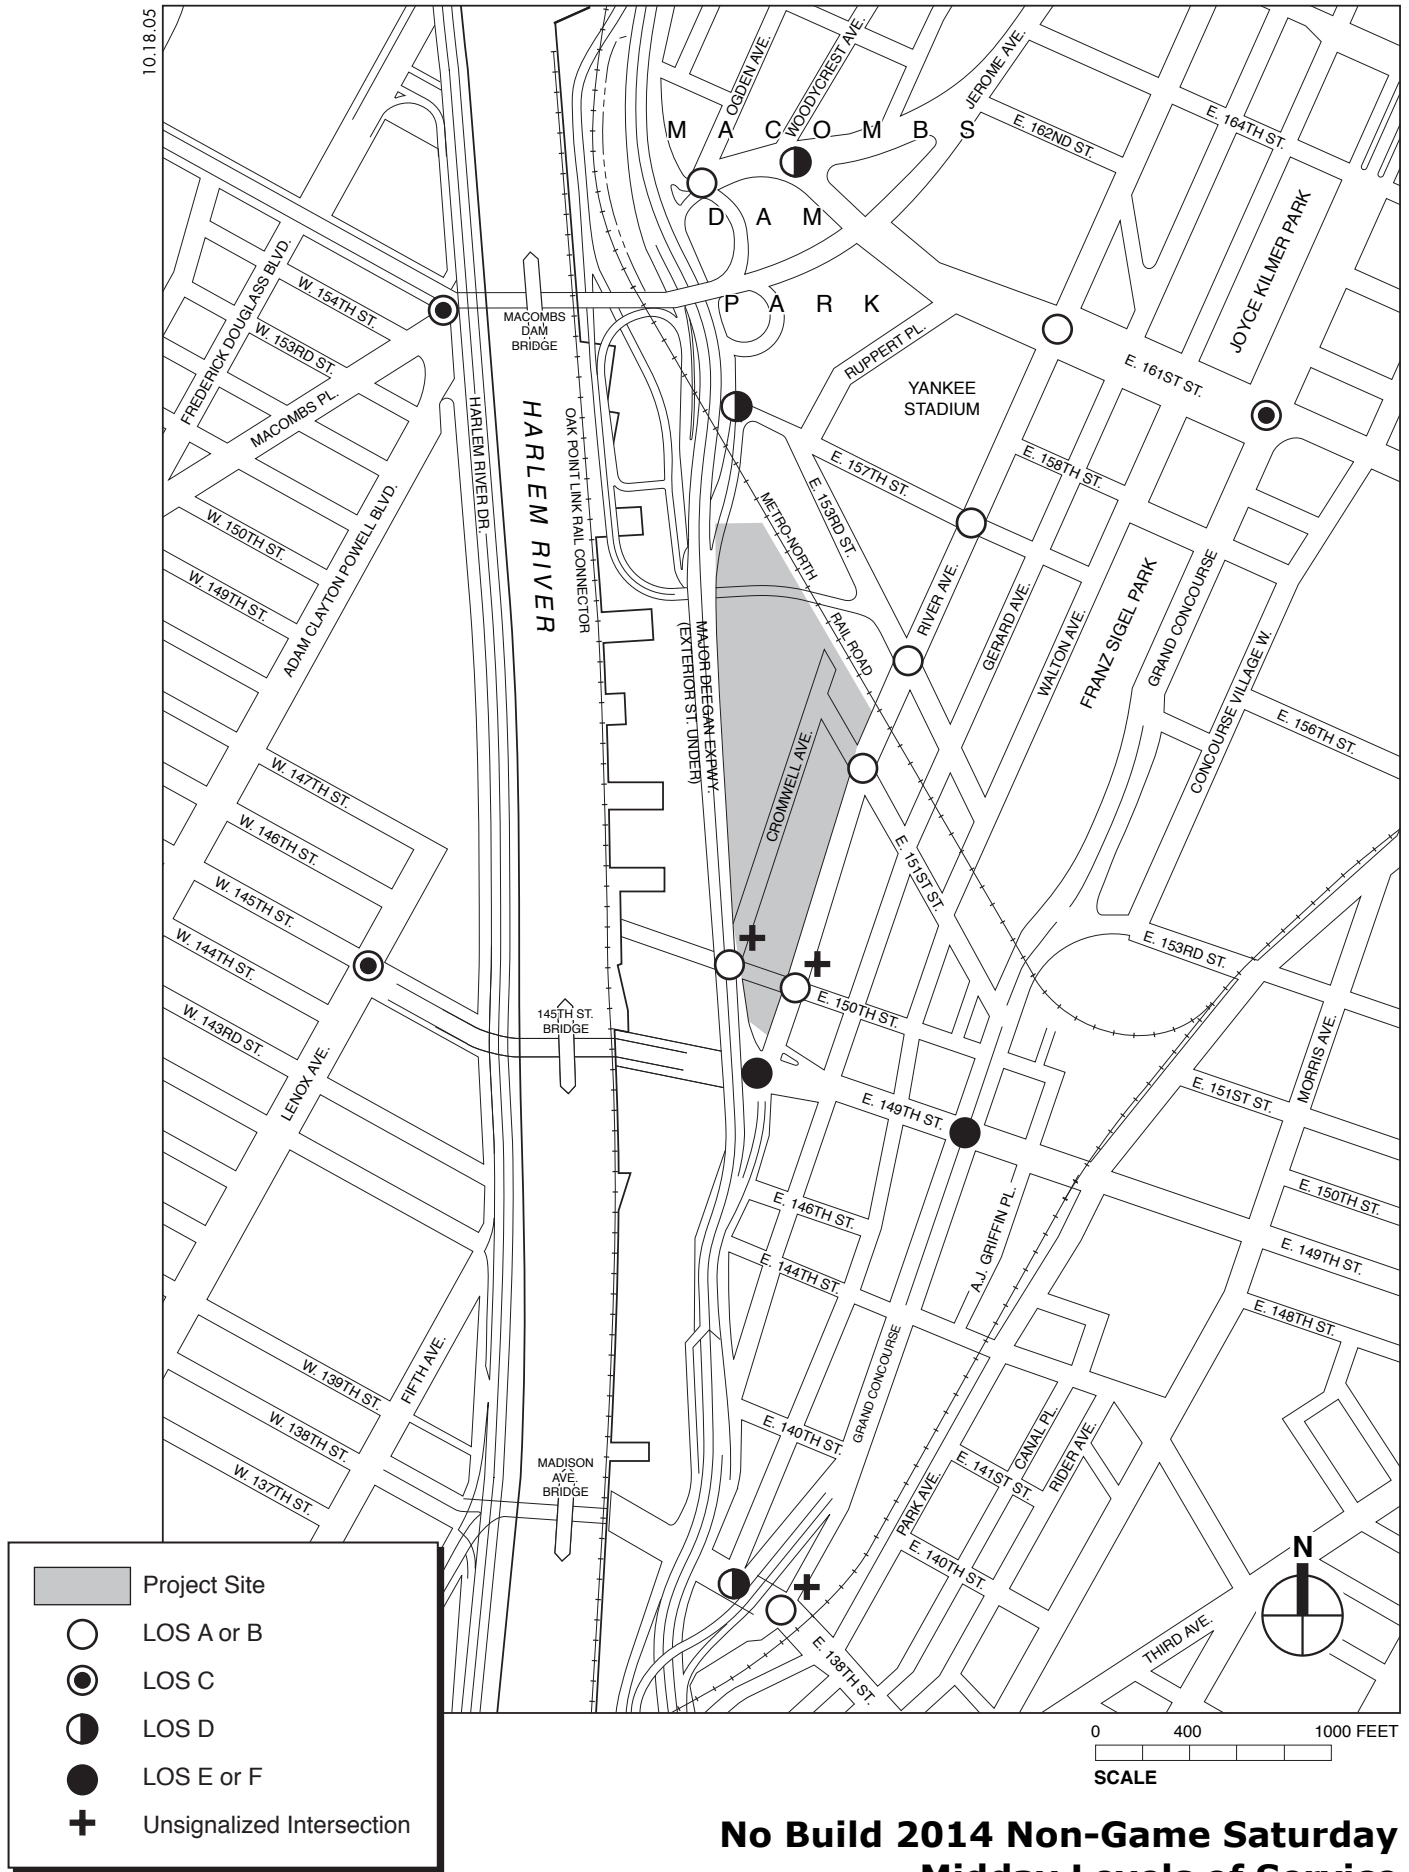 10.18.05
OGDEN AVE.
WOODYCREST AVE.
JEROME AVE.
M A C O M B S
E. 162ND ST.
E. 164TH ST.
D A M
JOYCE KILMER PARK
FREDERICK DOUGLASS BLVD.
W. 154TH ST.
W. 153RD ST.
MACOMBS
DAM
BRIDGE
P A R K
RUPPERT PL.
E. 161ST ST.
YANKEE
STADIUM
MACOMBS PL.
HARLEM RIVER DR.
HARLEM RIVER
OAK POINT LINK RAIL CONNECTOR
E. 157TH ST.
E. 158TH ST.
E. 153RD ST.
METRO-NORTH
RAIL ROAD
W. 150TH ST.
W. 149TH ST.
ADAM CLAYTON POWELL BLVD.
RIVER AVE.
GERARD AVE.
WALTON AVE.
FRANZ SIGEL PARK
GRAND CONCOURSE
CONCOURSE VILLAGE W.
MAJOR DEEGAN EXPWY.
(EXTERIOR ST. UNDER)
E. 156TH ST.
CROMWELL AVE.
W. 147TH ST.
W. 146TH ST.
E. 151ST ST.
W. 145TH ST.
W. 144TH ST.
E. 153RD ST.
E. 150TH ST.
145TH ST.
BRIDGE
W. 143RD ST.
LENOX AVE.
MORRIS AVE.
E. 151ST ST.
E. 149TH ST.
E. 146TH ST.
A.J. GRIFFIN PL.
E. 150TH ST.
E. 149TH ST.
E. 144TH ST.
E. 148TH ST.
GRAND CONCOURSE
W. 139TH ST.
FIFTH AVE.
W. 138TH ST.
E. 140TH ST.
CANAL PL.
RIDER AVE.
W. 137TH ST.
MADISON
AVE.
BRIDGE
E. 141ST ST.
PARK AVE.
E. 140TH ST.
N
THIRD AVE.
E. 138TH ST.
Project Site
LOS A or B
LOS C
LOS D
LOS E or F
Unsignalized Intersection
0 400 1000 FEET
SCALE
No Build 2014 Non-Game Saturday
Midday Levels of Service